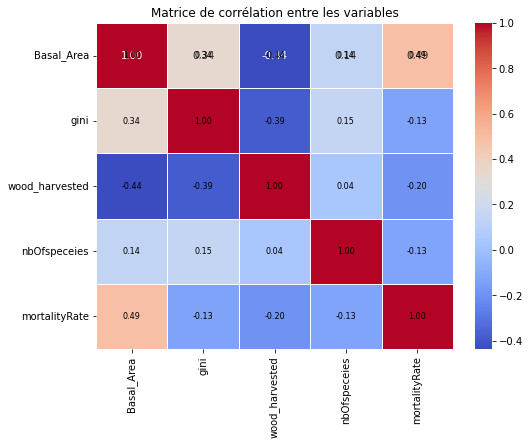 Matrice de corrélation entre les variables
Basal_Area 1.00 0.34 -0.44 0.14 0.49
gini 0.34 1.00 -0.39 0.15 -0.13
wood_harvested -0.44 -0.39 1.00 0.04 -0.20
nbOfspeceies 0.14 0.15 0.04 1.00 -0.13
mortalityRate 0.49 -0.13 -0.20 -0.13 1.00
Basal_Area gini wood_harvested nbOfspeceies mortalityRate
1.0
0.8
0.6
0.4
0.2
0.0
−0.2
−0.4